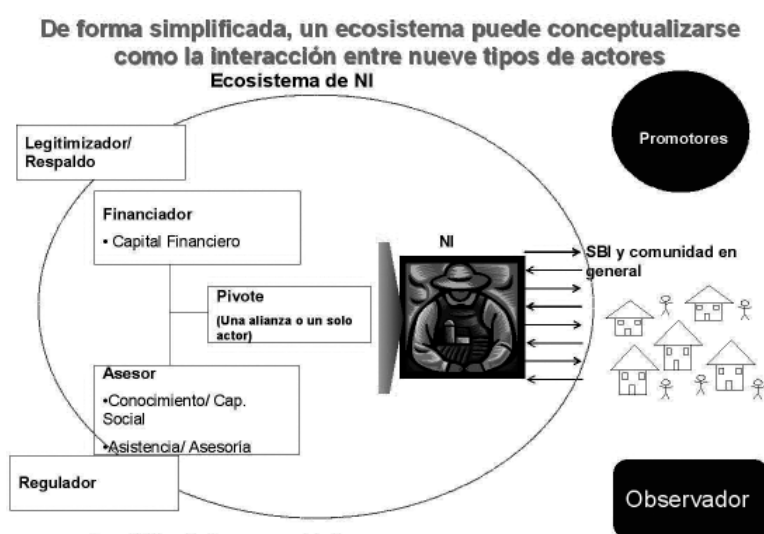 De forma simplificada, un ecosistema puede conceptualizarse
como la interacción entre nueve tipos de actores
Ecosistema de NI
Legitimizador/
Respaldo
Promotores
Financiador
• Capital Financiero
NI
SBI y comunidad en
general
Pivote
(Una alianza o un solo
actor)
Asesor
•Conocimiento/ Cap.
Social
•Asistencia/ Asesoría
Regulador
Observador